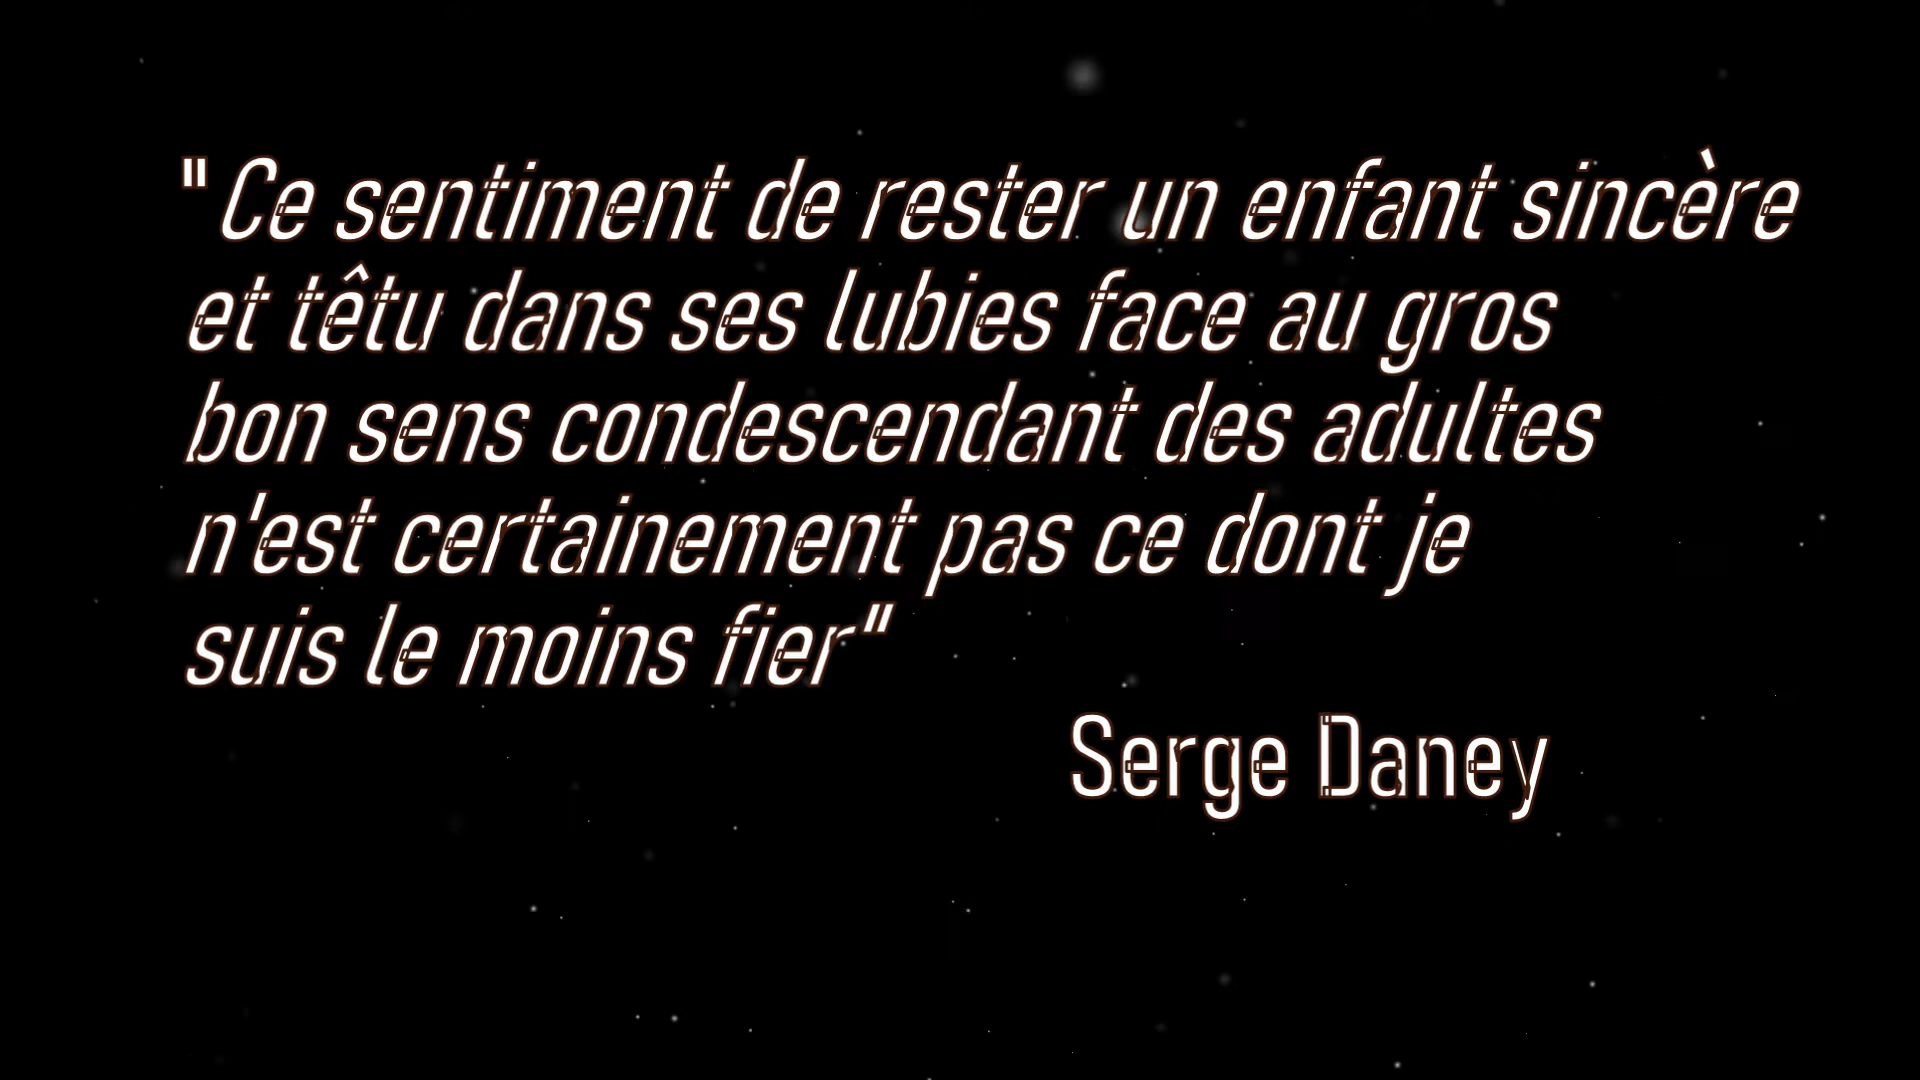 "Ce sentiment de rester un enfant sincère
et têtu dans ses lubies face au gros
bon sens condescendant des adultes
n'est certainement pas ce dont je
suis le moins fier"
Serge Daney